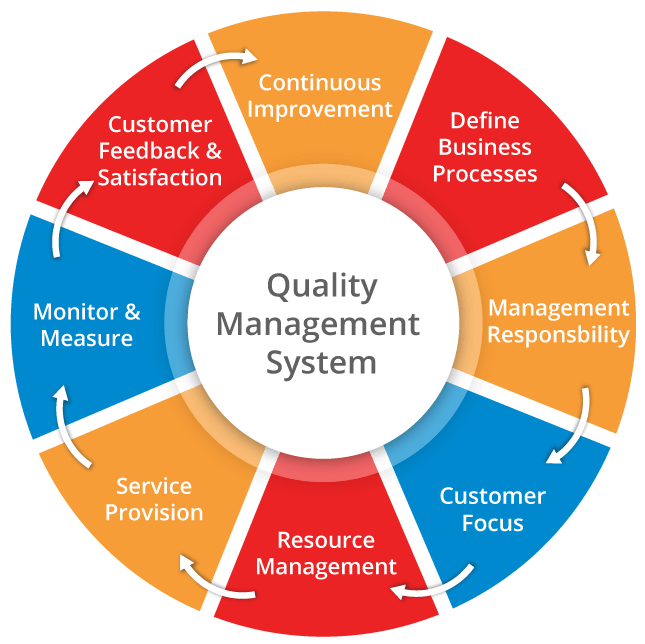 Continuous
Improvement
Define
Business
Processes
Management
Responsbility
Customer
Focus
Resource
Management
Service
Provision
Monitor &
Measure
Customer
Feedback &
Satisfaction
Quality
Management
System